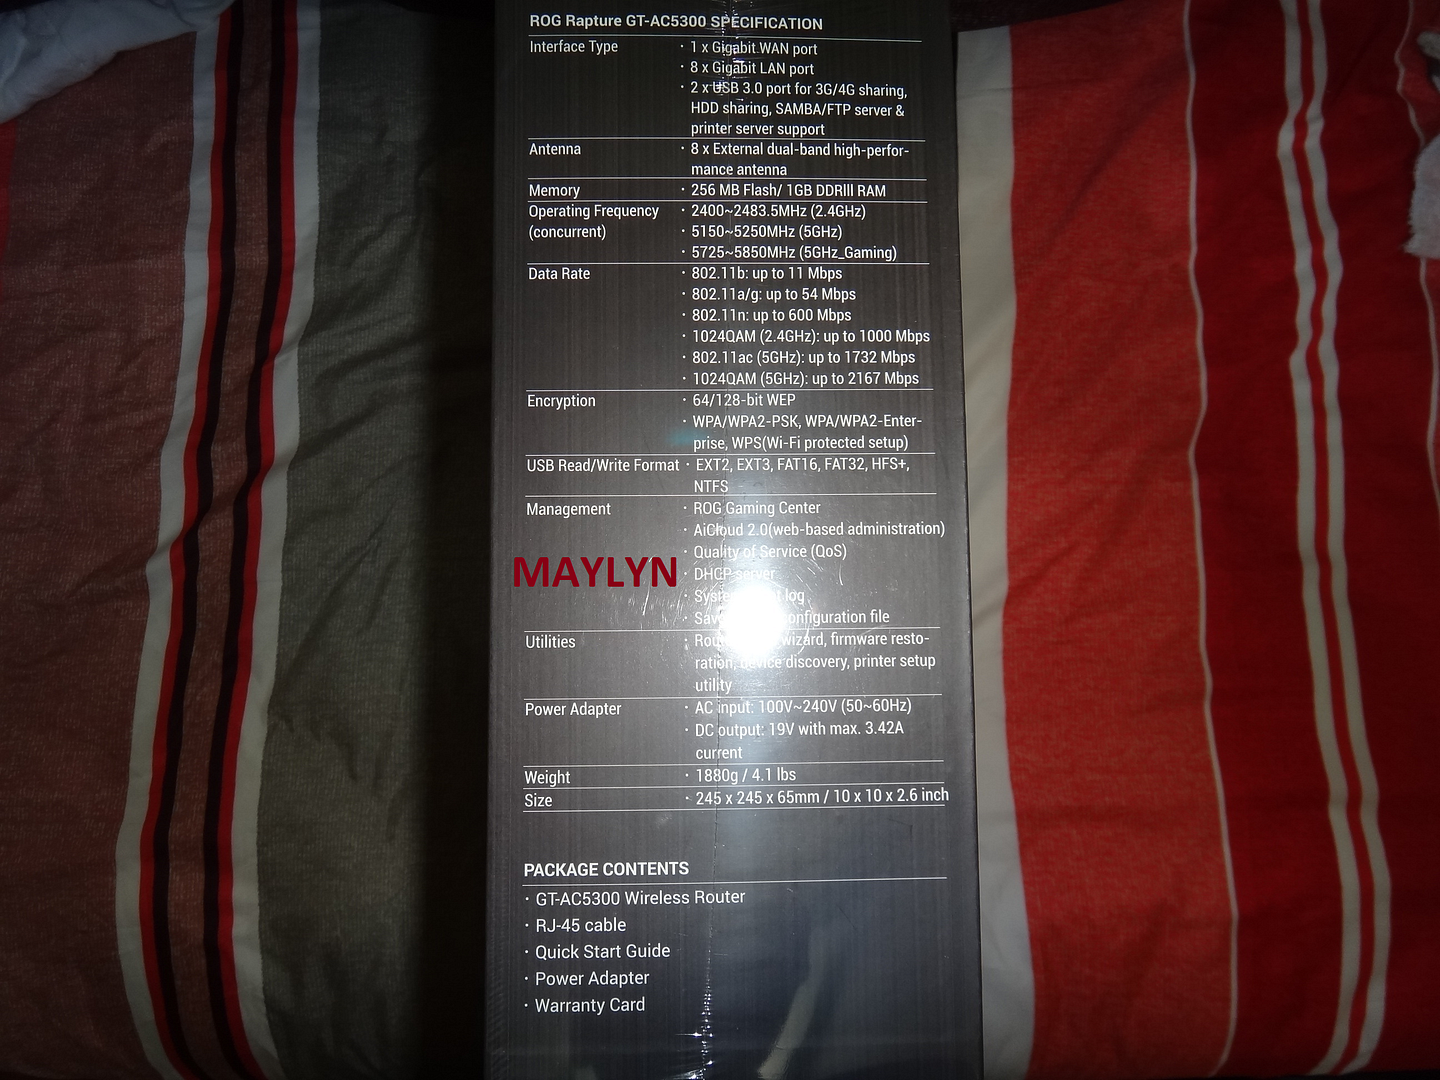 ROG Rapture GT-AC5300 SPECIFICATION
Interface Type · 1 x Gigabit WAN port
· 8 x Gigabit LAN port
· 2 x USB 3.0 port for 3G/4G sharing,
HDD sharing, SAMBA/FTP server &
printer server support
Antenna · 8 x External dual-band high-perfor-
mance antenna
Memory · 256 MB Flash/ 1GB DDRIII RAM
Operating Frequency · 2400~2483.5MHz (2.4GHz)
(concurrent) · 5150~5250MHz (5GHz)
· 5725~5850MHz (5GHz_Gaming)
Data Rate · 802.11b: up to 11 Mbps
· 802.11a/g: up to 54 Mbps
· 802.11n: up to 600 Mbps
· 1024QAM (2.4GHz): up to 1000 Mbps
· 802.11ac (5GHz): up to 1732 Mbps
· 1024QAM (5GHz): up to 2167 Mbps
Encryption · 64/128-bit WEP
· WPA/WPA2-PSK, WPA/WPA2-Enter-
prise, WPS(Wi-Fi protected setup)
USB Read/Write Format · EXT2, EXT3, FAT16, FAT32, HFS+,
NTFS
Management · ROG Gaming Center
· AiCloud 2.0(web-based administration)
· Quality of Service (QoS)
MAYLYN · DHCP server
· log
· configuration file
Utilities · wizard, firmware resto-
ration, device discovery, printer setup
utility
Power Adapter · AC input: 100V~240V (50~60Hz)
· DC output: 19V with max. 3.42A
current
Weight · 1880g / 4.1 lbs
Size · 245 x 245 x 65mm / 10 x 10 x 2.6 inch
PACKAGE CONTENTS
· GT-AC5300 Wireless Router
· RJ-45 cable
· Quick Start Guide
· Power Adapter
· Warranty Card